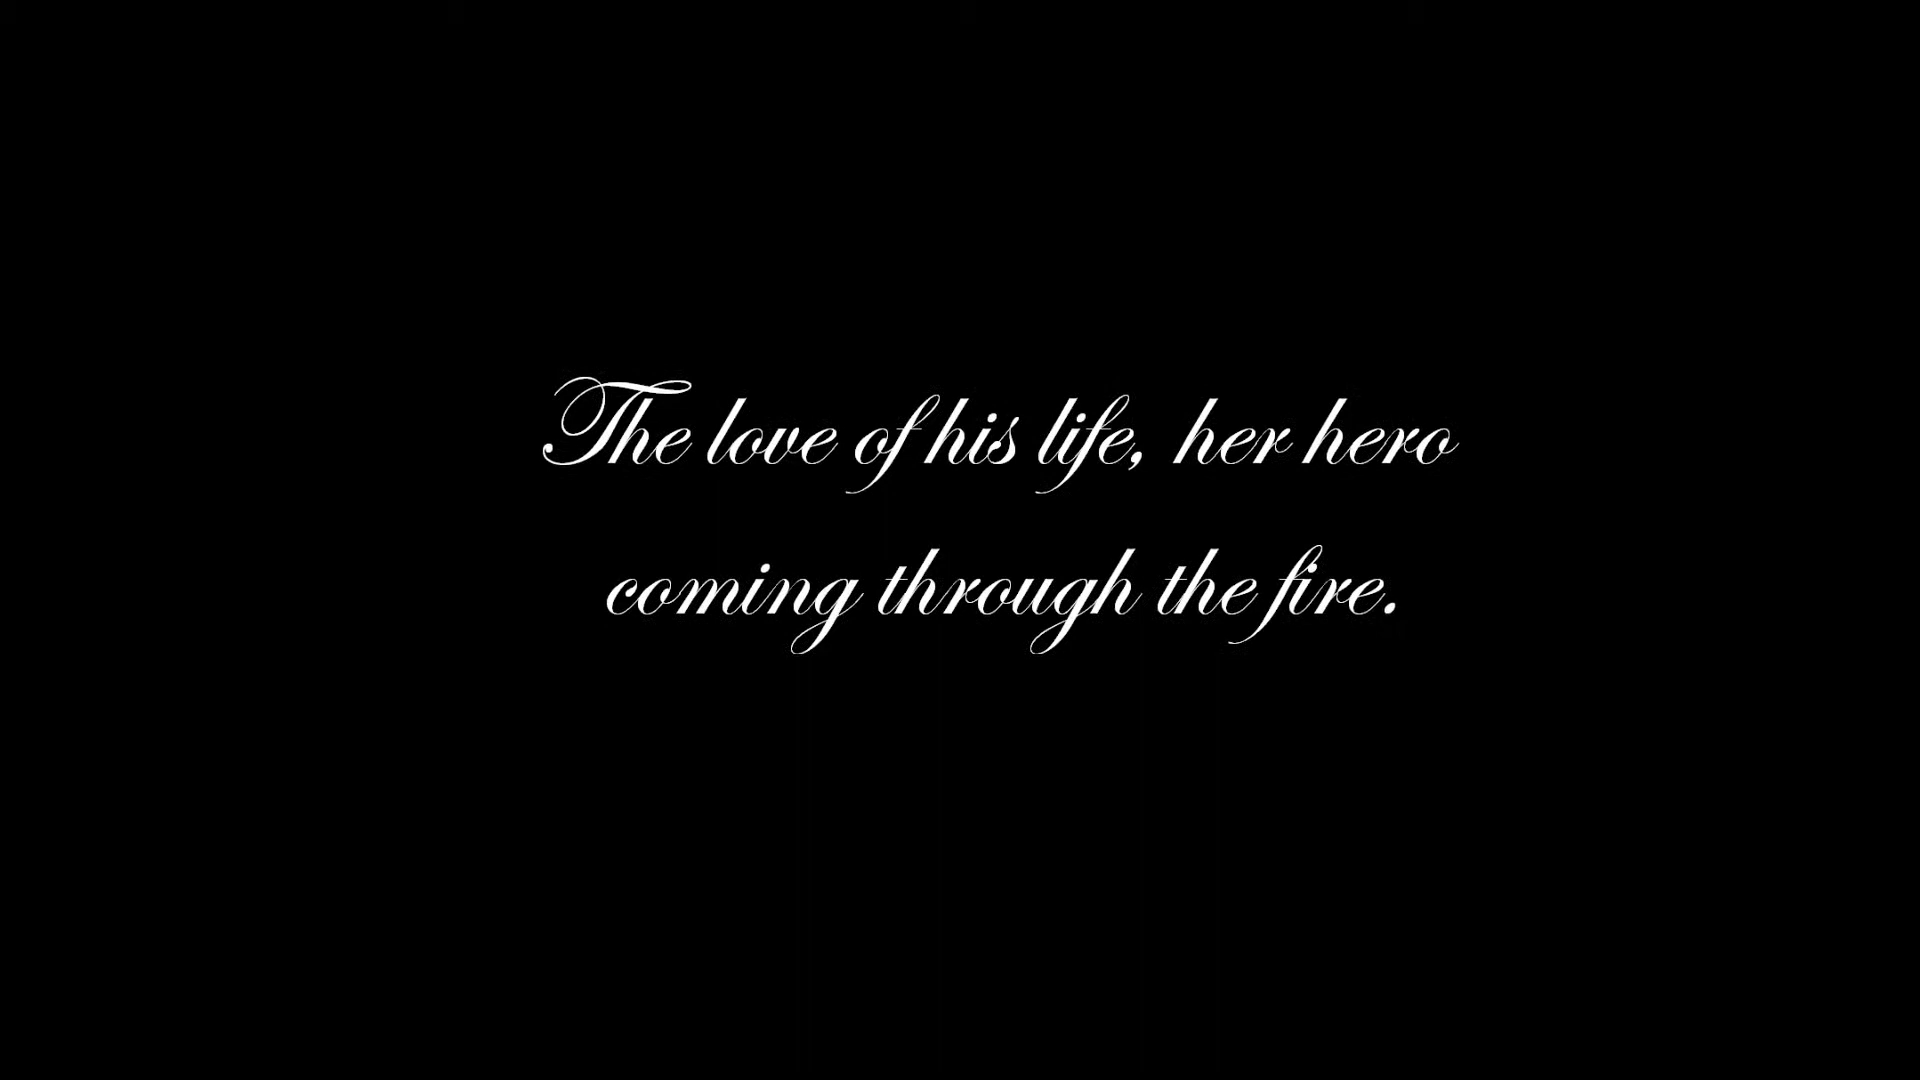 The love of his life, her hero
coming through the fire.